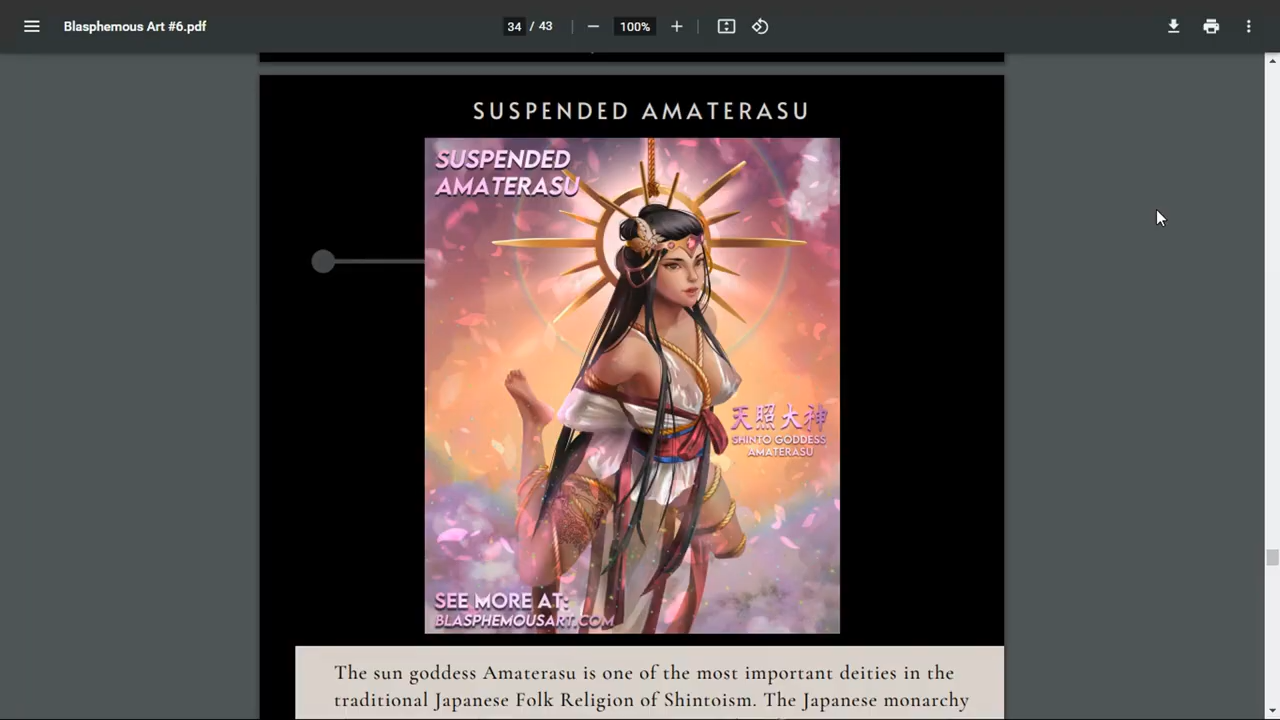 Blasphemous Art #6.pdf
34 / 43
100%
SUSPENDED AMATERASU
SUSPENDED
AMATERASU
天照大神
SHINTO GODDESS
AMATERASU
SEE MORE AT:
BLASPHEMOUSART.COM
The sun goddess Amaterasu is one of the most important deities in the
traditional Japanese Folk Religion of Shintoism. The Japanese monarchy